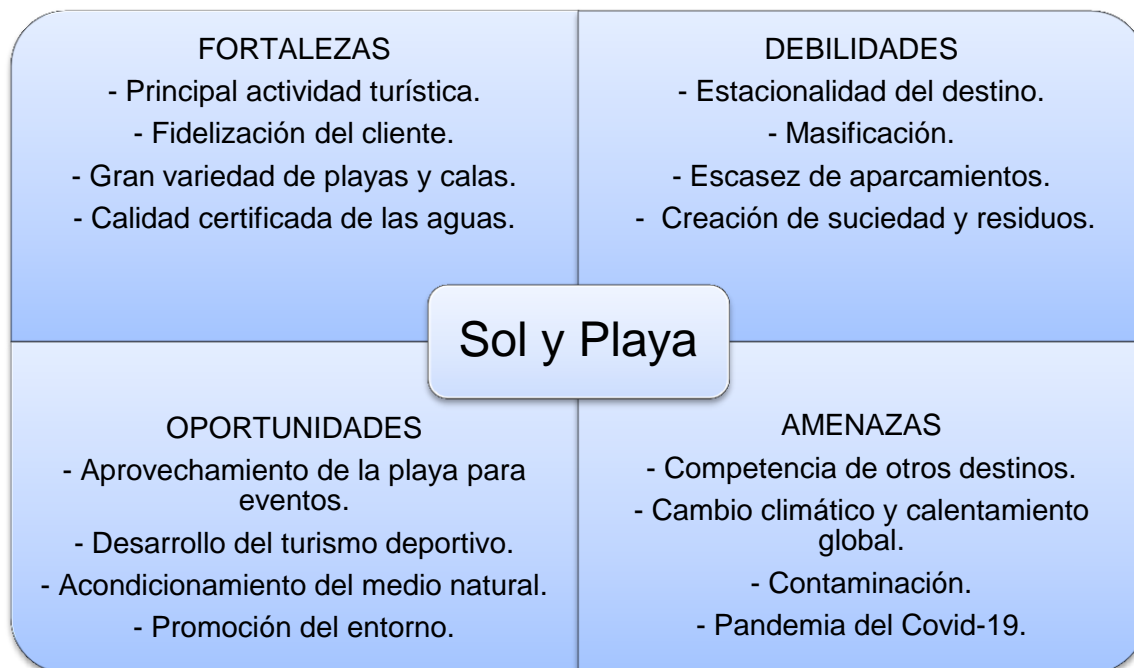 FORTALEZAS
- Principal actividad turística.
- Fidelización del cliente.
- Gran variedad de playas y calas.
- Calidad certificada de las aguas.
DEBILIDADES
- Estacionalidad del destino.
- Masificación.
- Escasez de aparcamientos.
- Creación de suciedad y residuos.
Sol y Playa
OPORTUNIDADES
- Aprovechamiento de la playa para
eventos.
- Desarrollo del turismo deportivo.
- Acondicionamiento del medio natural.
- Promoción del entorno.
AMENAZAS
- Competencia de otros destinos.
- Cambio climático y calentamiento
global.
- Contaminación.
- Pandemia del Covid-19.